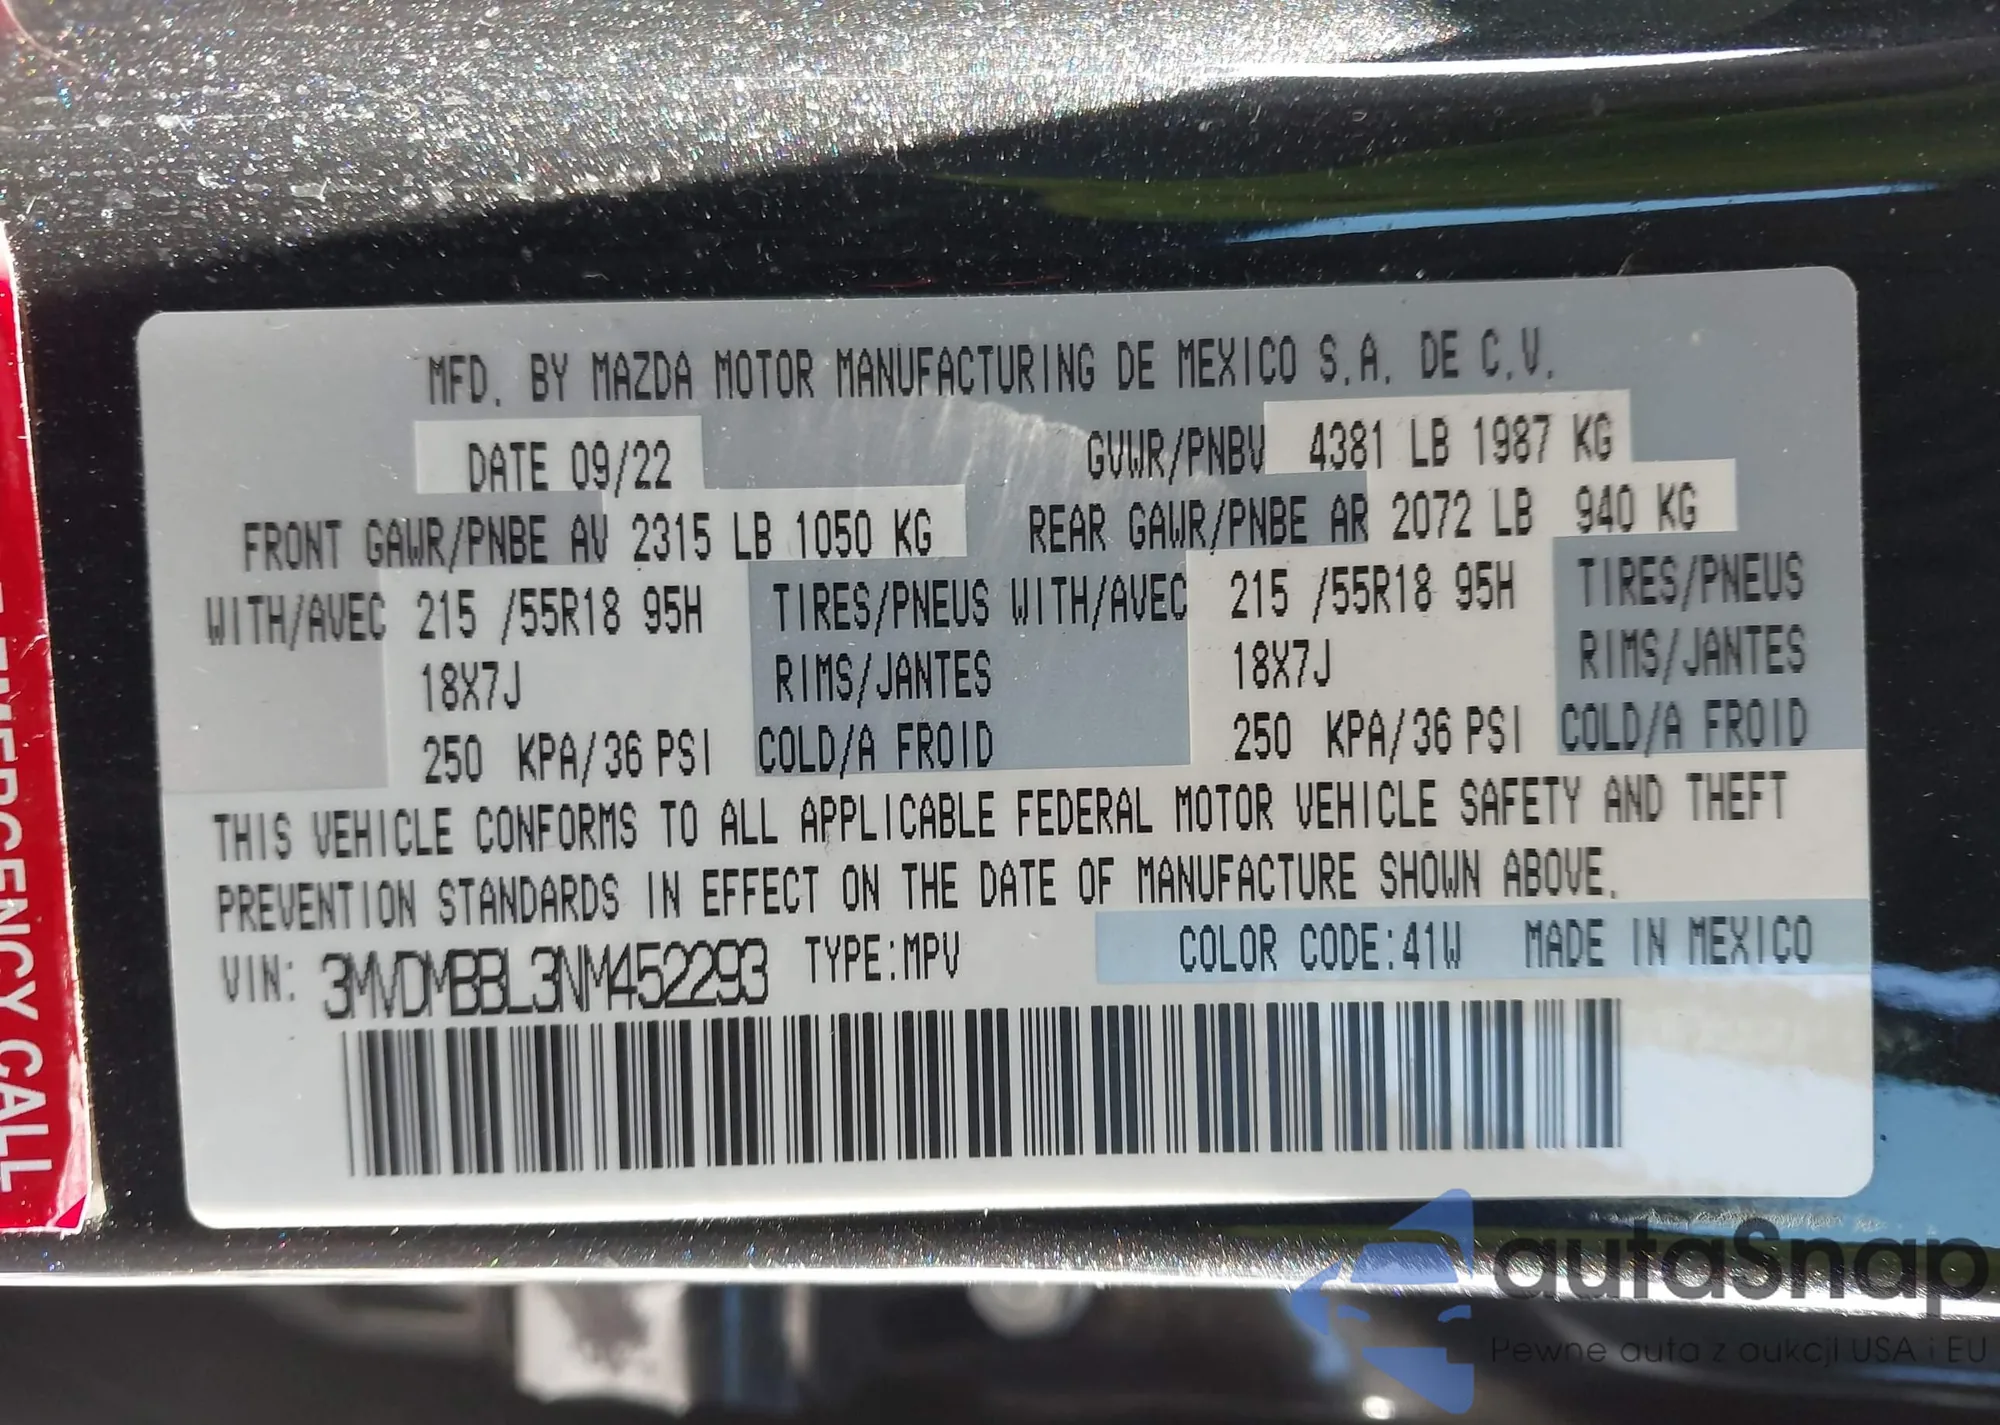 MFD. BY MAZDA MOTOR MANUFACTURING DE MEXICO S.A. DE C.V.
DATE 09/22 GVWR/PNBV 4381 LB 1987 KG
FRONT GAWR/PNBE AV 2315 LB 1050 KG REAR GAWR/PNBE AR 2072 LB 940 KG
WITH/AVEC 215 /55R18 95H TIRES/PNEUS WITH/AVEC 215 /55R18 95H TIRES/PNEUS
18X7J RIMS/JANTES 18X7J RIMS/JANTES
250 KPA/36 PSI COLD/A FROID 250 KPA/36 PSI COLD/A FROID
THIS VEHICLE CONFORMS TO ALL APPLICABLE FEDERAL MOTOR VEHICLE SAFETY AND THEFT
PREVENTION STANDARDS IN EFFECT ON THE DATE OF MANUFACTURE SHOWN ABOVE.
VIN: 3MVDMBBL3NM452293 TYPE:MPV COLOR CODE:41W MADE IN MEXICO
EMERGENCY CALL
autaSnap
Pewne auta z aukcji USA i EU